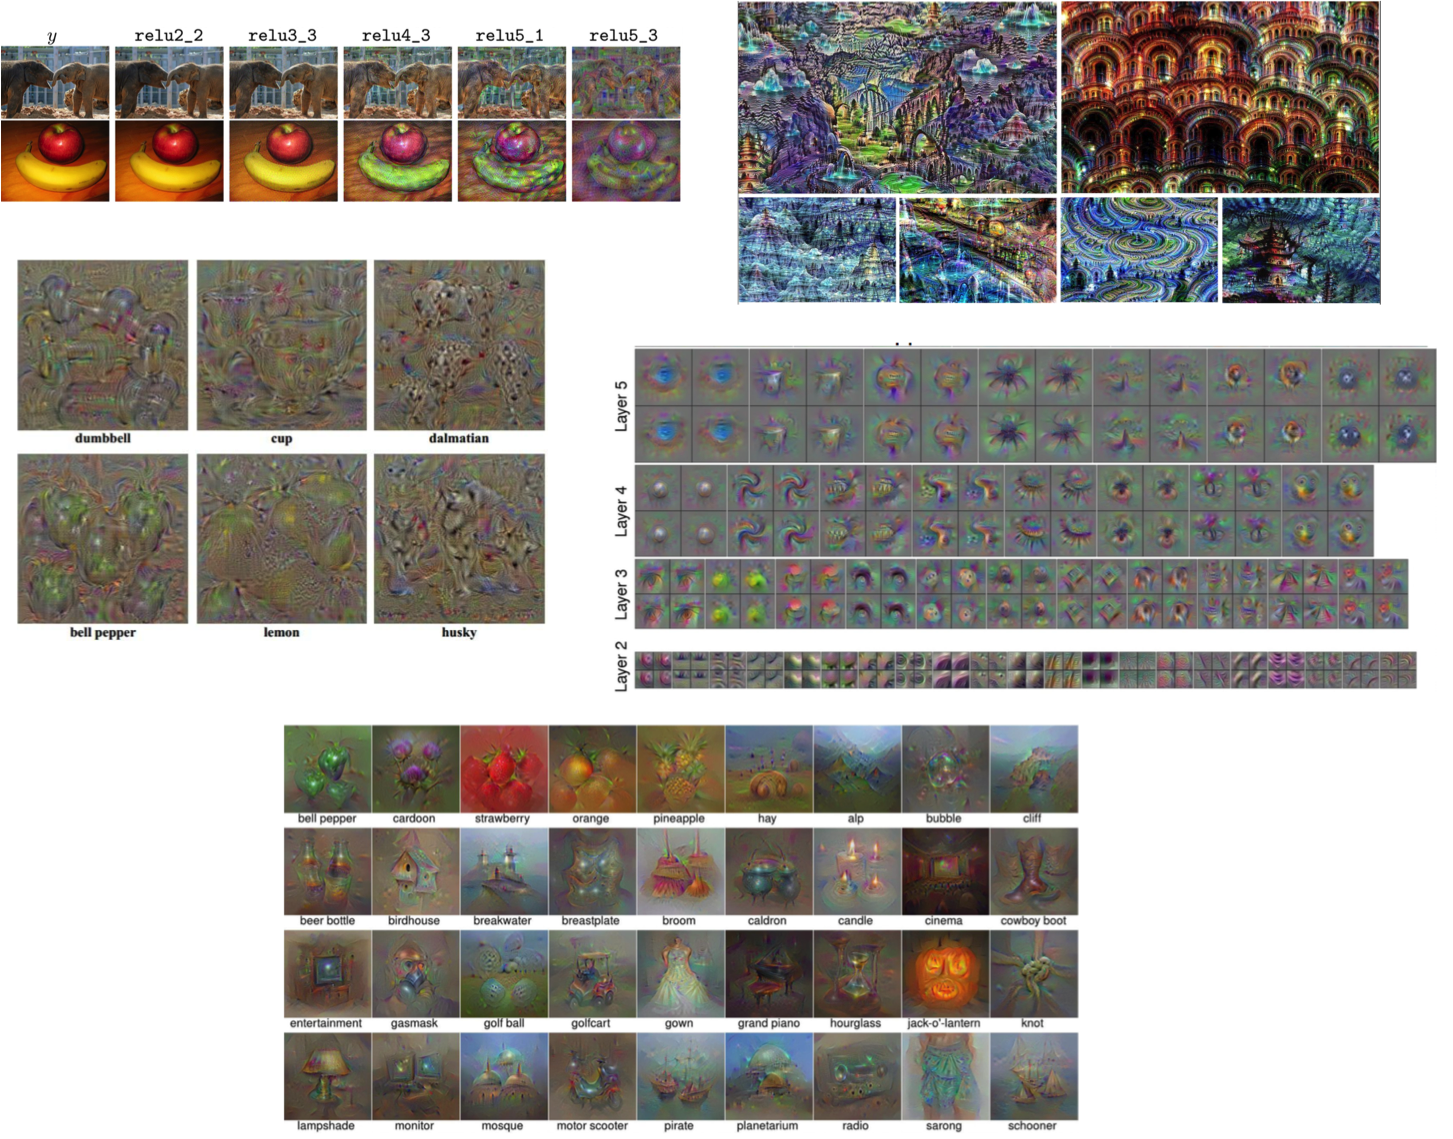 y relu2_2 relu3_3 relu4_3 relu5_1 relu5_3
dumbbell cup dalmatian
bell pepper lemon husky
Layer 5
Layer 4
Layer 3
Layer 2
bell pepper cardoon strawberry orange pineapple hay alp bubble cliff
beer bottle birdhouse breakwater breastplate broom caldron candle cinema cowboy boot
entertainment gasmask golf ball golfcart gown grand piano hourglass jack-o'-lantern knot
lampshade monitor mosque motor scooter pirate planetarium radio sarong schooner